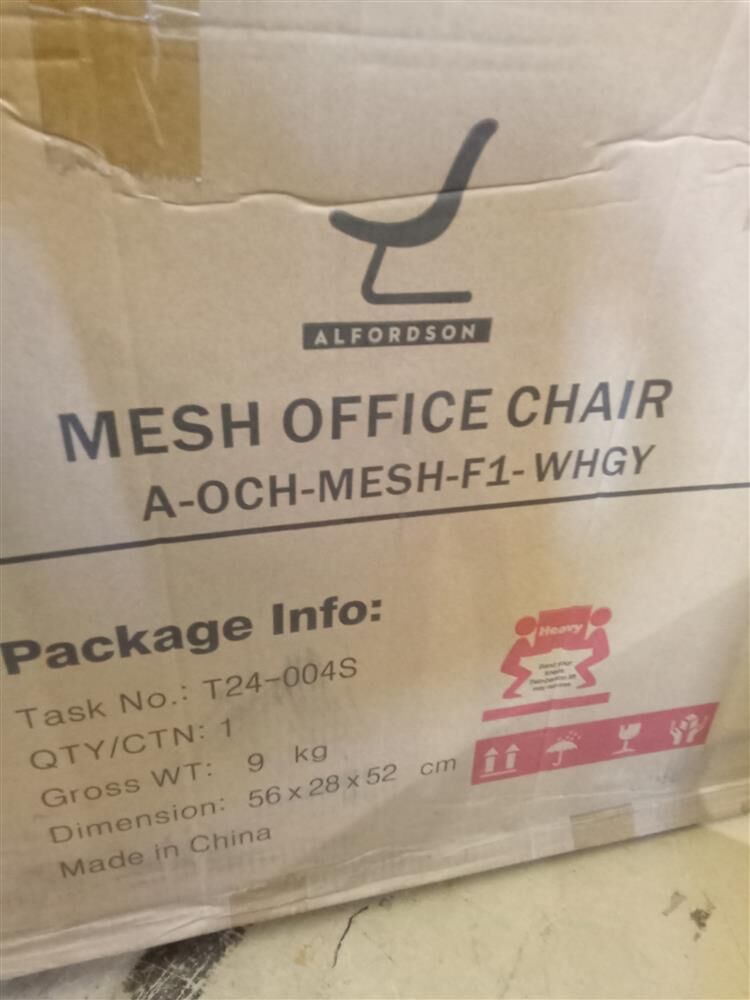 ALFORDSON
MESH OFFICE CHAIR
A-OCH-MESH-F1-WHGY
Package Info:
Task No.: T24-004S
QTY/CTN: 1
Gross WT: 9 kg
Dimension: 56 x 28 x 52 cm
Made in China
Heavy